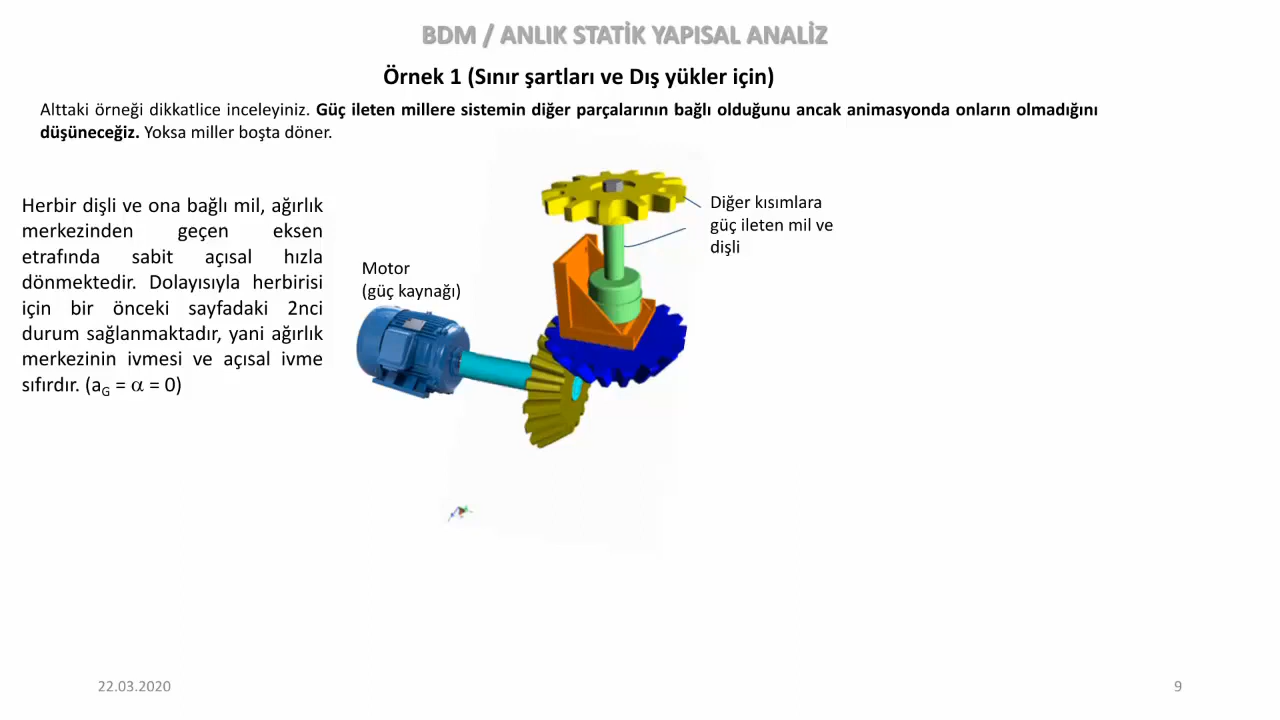 BDM / ANLIK STATİK YAPISAL ANALİZ
Örnek 1 (Sınır şartları ve Dış yükler için)
Alttaki örneği dikkatlice inceleyiniz. Güç ileten millere sistemin diğer parçalarının bağlı olduğunu ancak animasyonda onların olmadığını
düşüneceğiz. Yoksa miller boşta döner.
Herbir dişli ve ona bağlı mil, ağırlık
merkezinden geçen eksen
etrafında sabit açısal hızla
dönmektedir. Dolayısıyla herbirisi
için bir önceki sayfadaki 2nci
durum sağlanmaktadır, yani ağırlık
merkezinin ivmesi ve açısal ivme
sıfırdır. (aG = α = 0)
Motor
(güç kaynağı)
Diğer kısımlara
güç ileten mil ve
dişli
22.03.2020
9